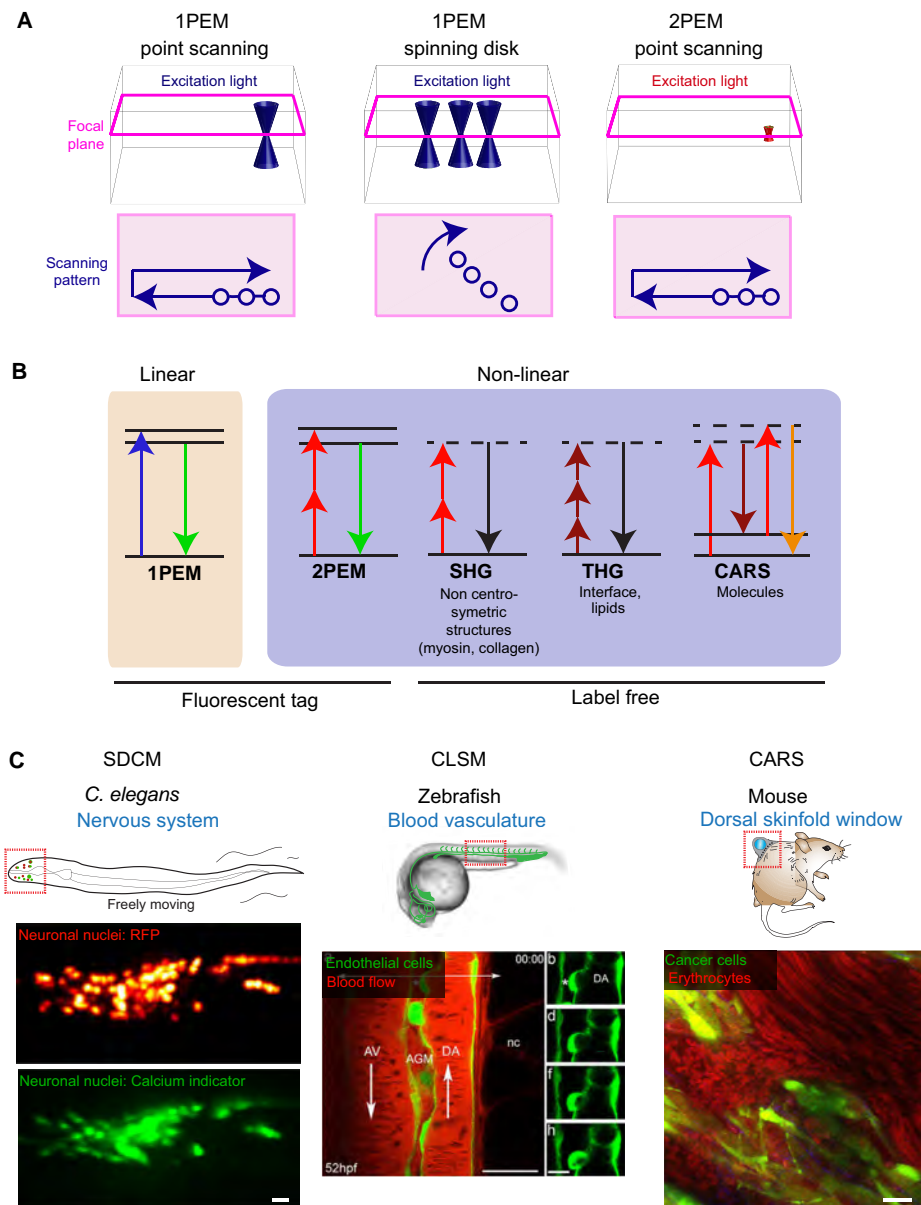 A
1PEM
point scanning
1PEM
spinning disk
2PEM
point scanning
Excitation light
Excitation light
Excitation light
Focal
plane
Scanning
pattern
B
Linear
Non-linear
1PEM
2PEM
SHG
Non centro-
symetric
structures
(myosin, collagen)
THG
Interface,
lipids
CARS
Molecules
Fluorescent tag
Label free
C
SDCM
C. elegans
Nervous system
Freely moving
Neuronal nuclei: RFP
Neuronal nuclei: Calcium indicator
CLSM
Zebrafish
Blood vasculature
Endothelial cells
Blood flow
00:00
AV
AGM
DA
nc
52hpf
b
*
DA
d
f
h
CARS
Mouse
Dorsal skinfold window
Cancer cells
Erythrocytes